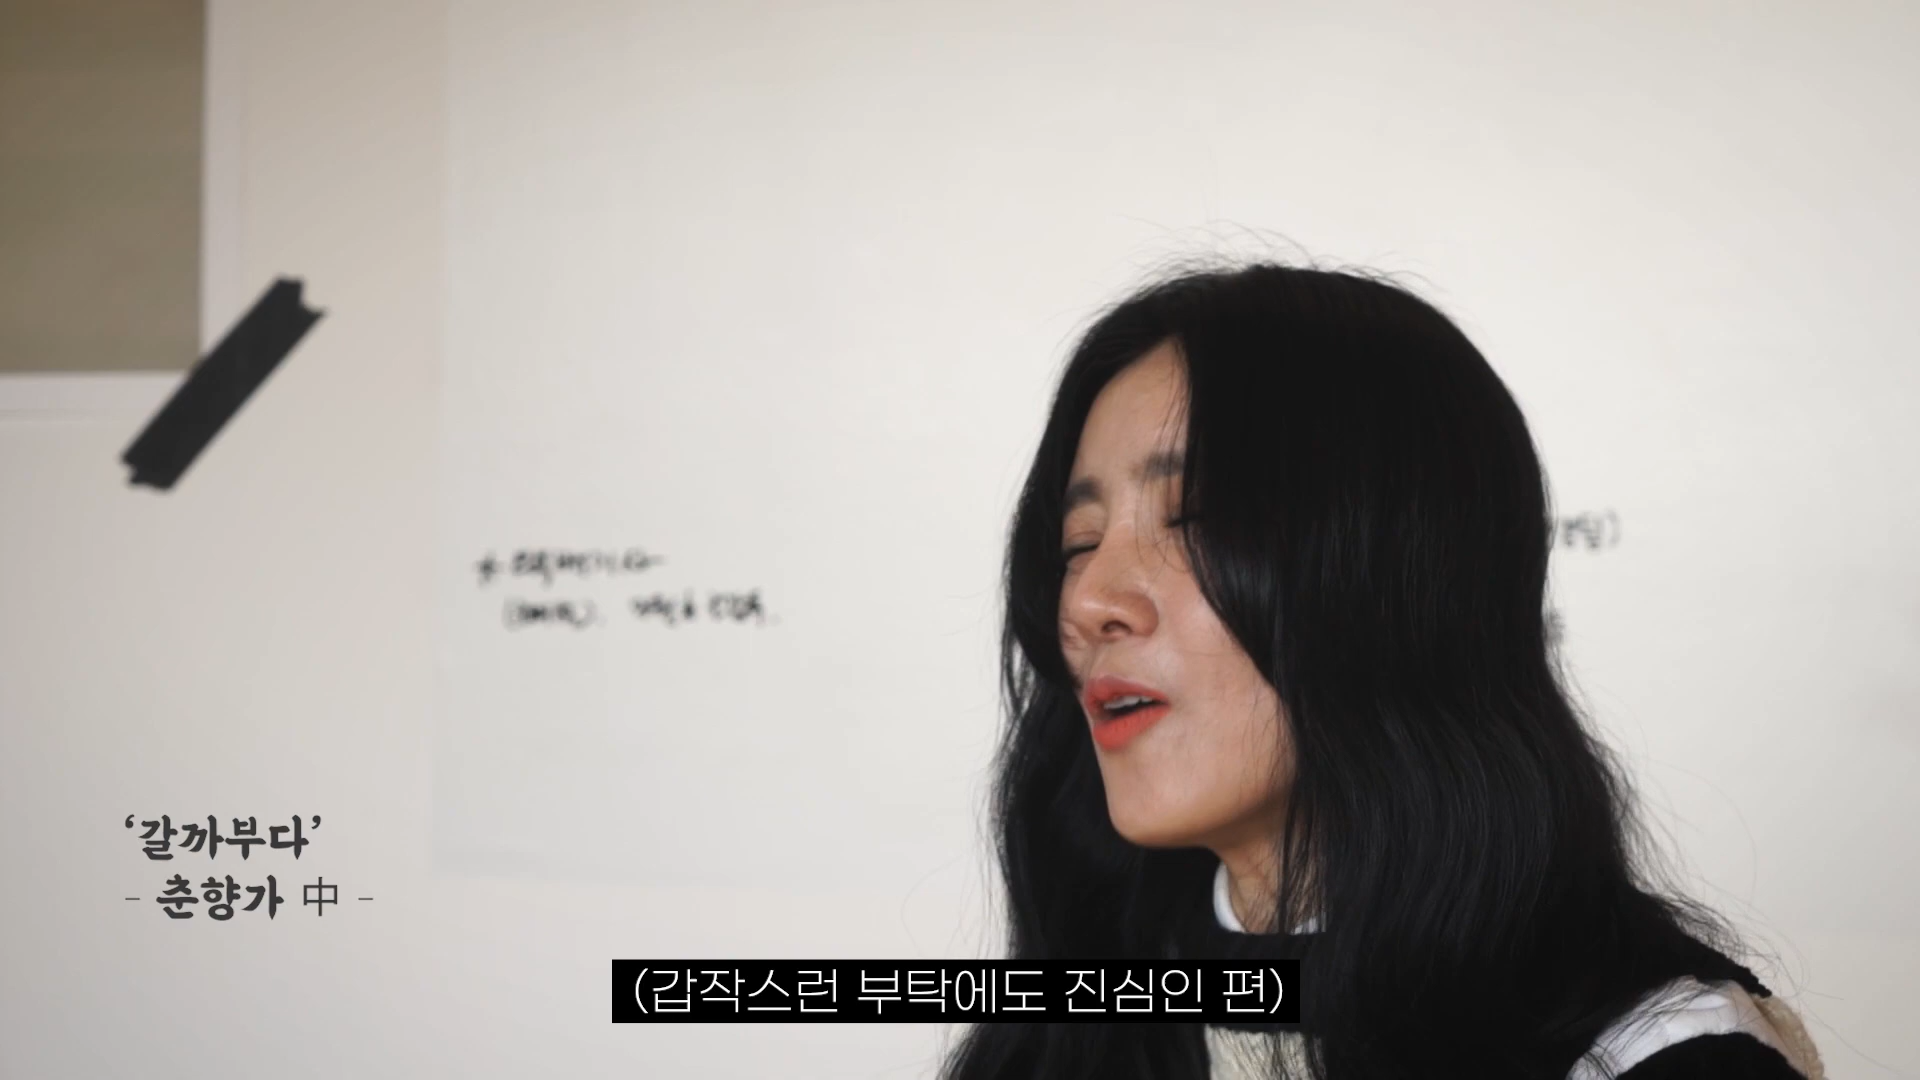 ‘갈까부다’
- 춘향가 中 -
(갑작스런 부탁에도 진심인 편)